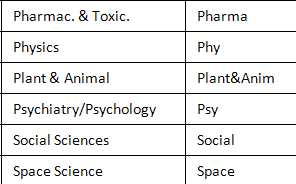 Pharmac. & Toxic. Pharma
Physics Phy
Plant & Animal Plant&Anim
Psychiatry/Psychology Psy
Social Sciences Social
Space Science Space